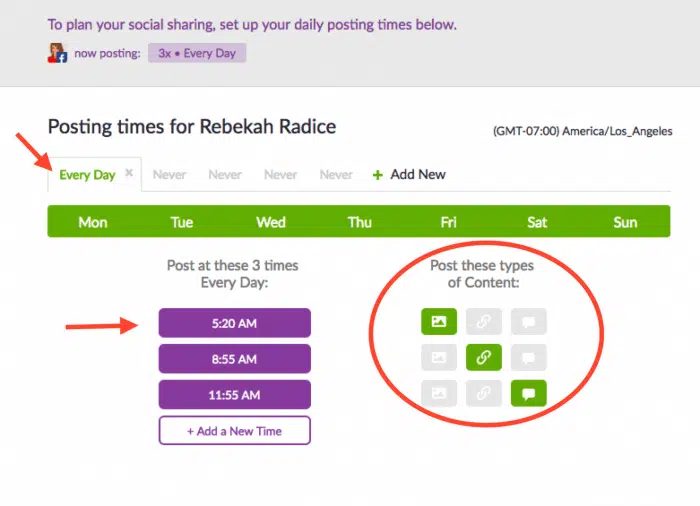 To plan your social sharing, set up your daily posting times below.
now posting: 3x • Every Day
Posting times for Rebekah Radice
(GMT-07:00) America/Los_Angeles
Every Day × Never Never Never Never + Add New
Mon Tue Wed Thu Fri Sat Sun
Post at these 3 times
Every Day:
Post these types
of Content:
5:20 AM
8:55 AM
11:55 AM
+ Add a New Time